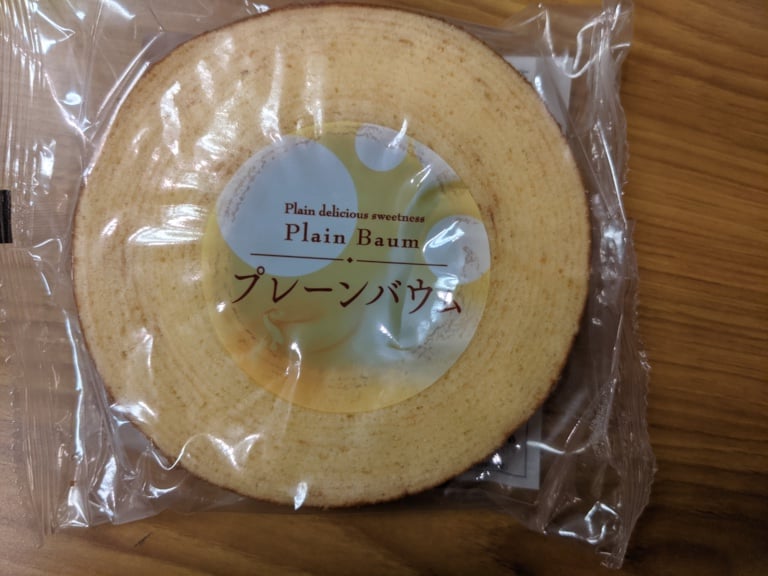 Plain delicious sweetness
Plain Baum
プレーンバウム